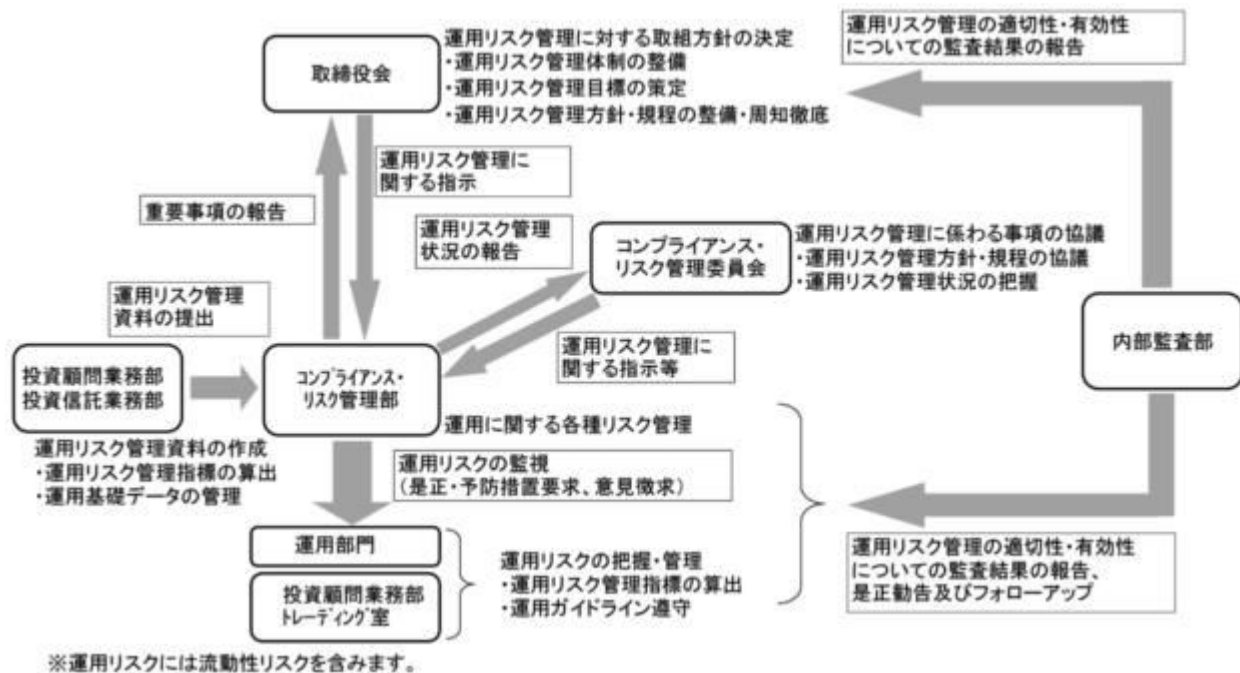 運用リスク管理に対する取組方針の決定
・運用リスク管理体制の整備
・運用リスク管理目標の策定
・運用リスク管理方針・規程の整備・周知徹底
取締役会
運用リスク管理の適切性・有効性
についての監査結果の報告
運用リスク管理に
関する指示
重要事項の報告
運用リスク管理
状況の報告
コンプライアンス・
リスク管理委員会
運用リスク管理に係わる事項の協議
・運用リスク管理方針・規程の協議
・運用リスク管理状況の把握
運用リスク管理
資料の提出
内部監査部
運用リスク管理に
関する指示等
投資顧問業務部
投資信託業務部
コンプライアンス・
リスク管理部
運用に関する各種リスク管理
運用リスク管理資料の作成
・運用リスク管理指標の算出
・運用基礎データの管理
運用リスクの監視
(是正・予防措置要求、意見徴求)
運用部門
投資顧問業務部
トレーディング室
運用リスクの把握・管理
・運用リスク管理指標の算出
・運用ガイドライン遵守
運用リスク管理の適切性・有効性
についての監査結果の報告、
是正勧告及びフォローアップ
※運用リスクには流動性リスクを含みます。